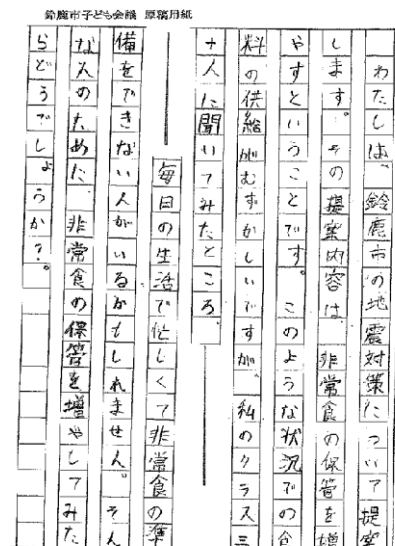 鈴鹿市子ども会議 原稿用紙
わたしは、鈴鹿市の地震対策について提案
します。その提案内容は、非常食の保管を増
やすということです。このような状況での食
料の供給がむずかしいですが、私のクラス三
十人に聞いてみたところ、
毎日の生活で忙しくて非常食の準
備をできない人がいるかもしれません。そん
な人のために、非常食の保管を増やしてみた
らどうでしょうか？。